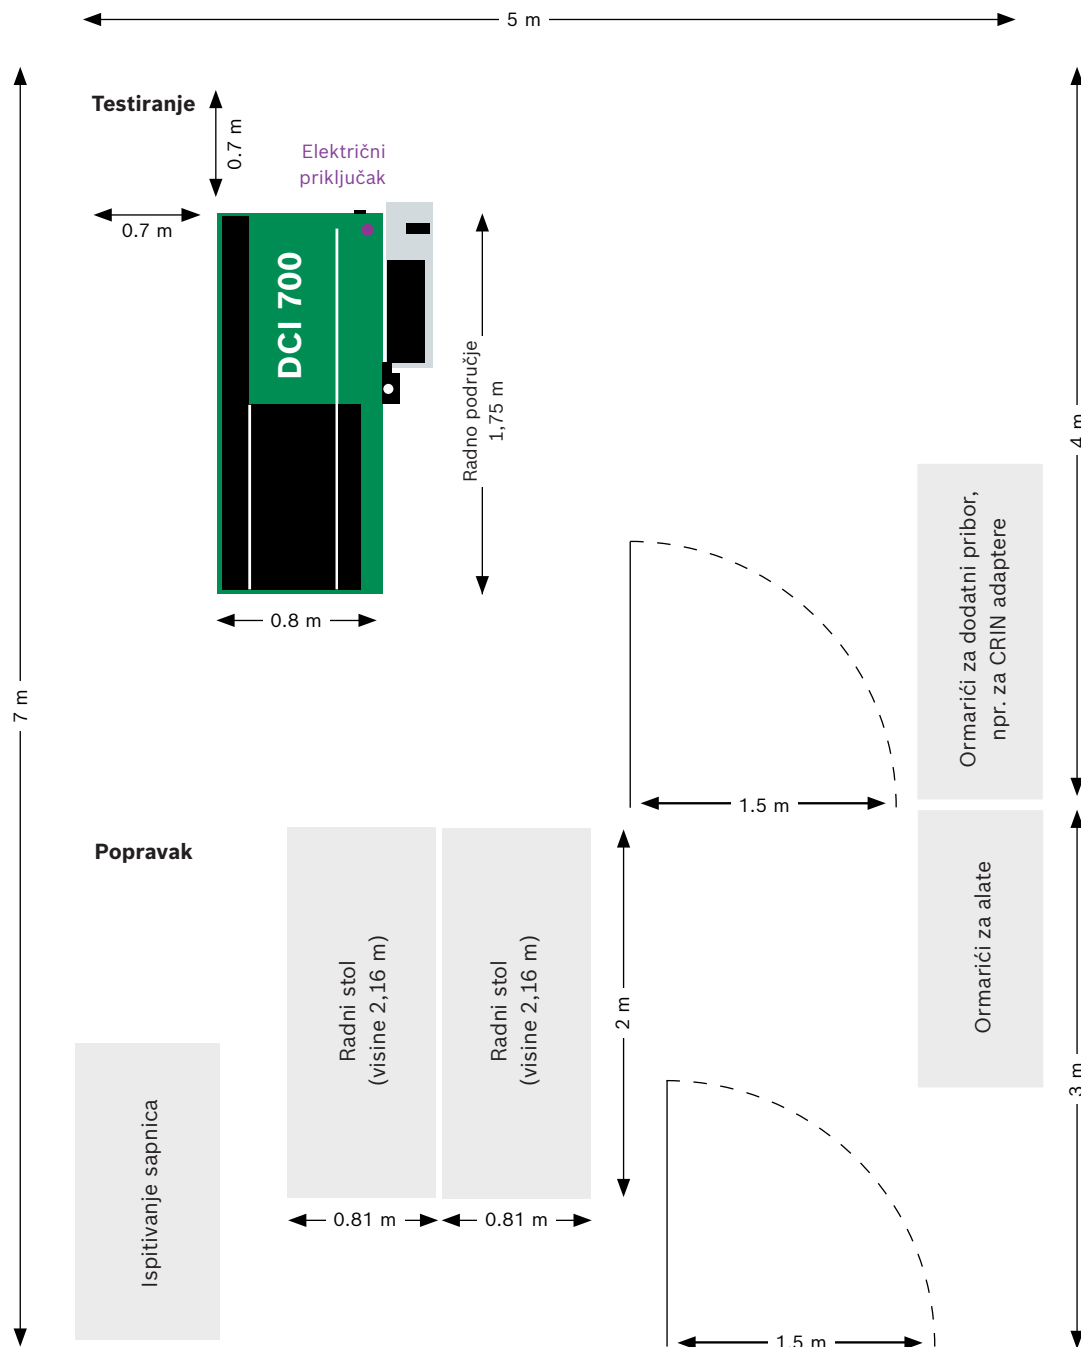 5 m
Testiranje
0.7 m
Električni
priključak
0.7 m
DCI 700
Radno područje
1,75 m
4 m
Ormarići za dodatni pribor,
npr. za CRIN adaptere
0.8 m
7 m
1.5 m
Popravak
Radni stol
(visine 2,16 m)
Radni stol
(visine 2,16 m)
2 m
Ormarići za alate
3 m
Ispitivanje sapnica
0.81 m
0.81 m
1.5 m